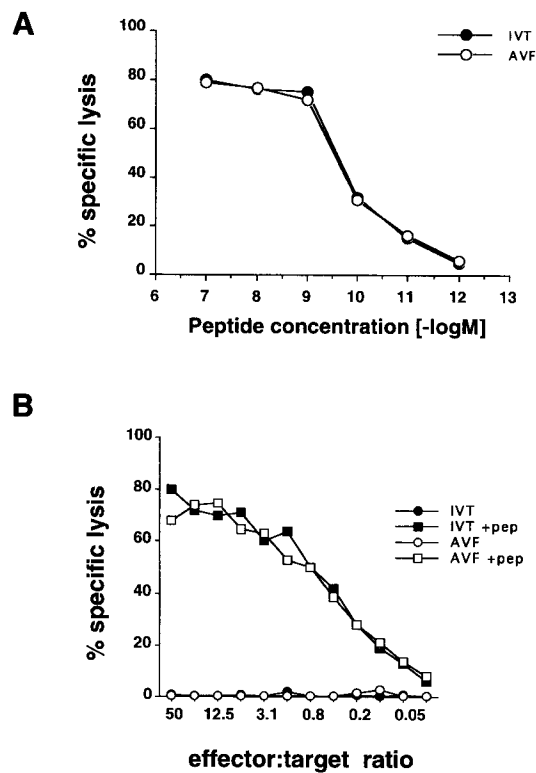 A
100
80
60
40
20
0
% specific lysis
IVT
AVF
6 7 8 9 10 11 12 13
Peptide concentration [-logM]
B
100
80
60
40
20
0
% specific lysis
IVT
IVT +pep
AVF
AVF +pep
50 12.5 3.1 0.8 0.2 0.05
effector:target ratio